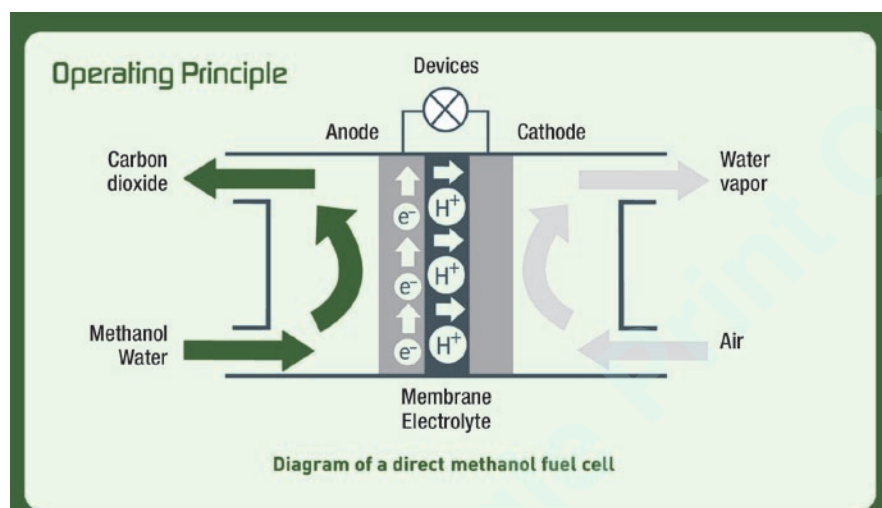 Operating Principle
Devices
Anode
Cathode
Carbon
dioxide
Water
vapor
e⁻
H⁺
e⁻
H⁺
e⁻
H⁺
Methanol
Water
Air
Membrane
Electrolyte
Diagram of a direct methanol fuel cell